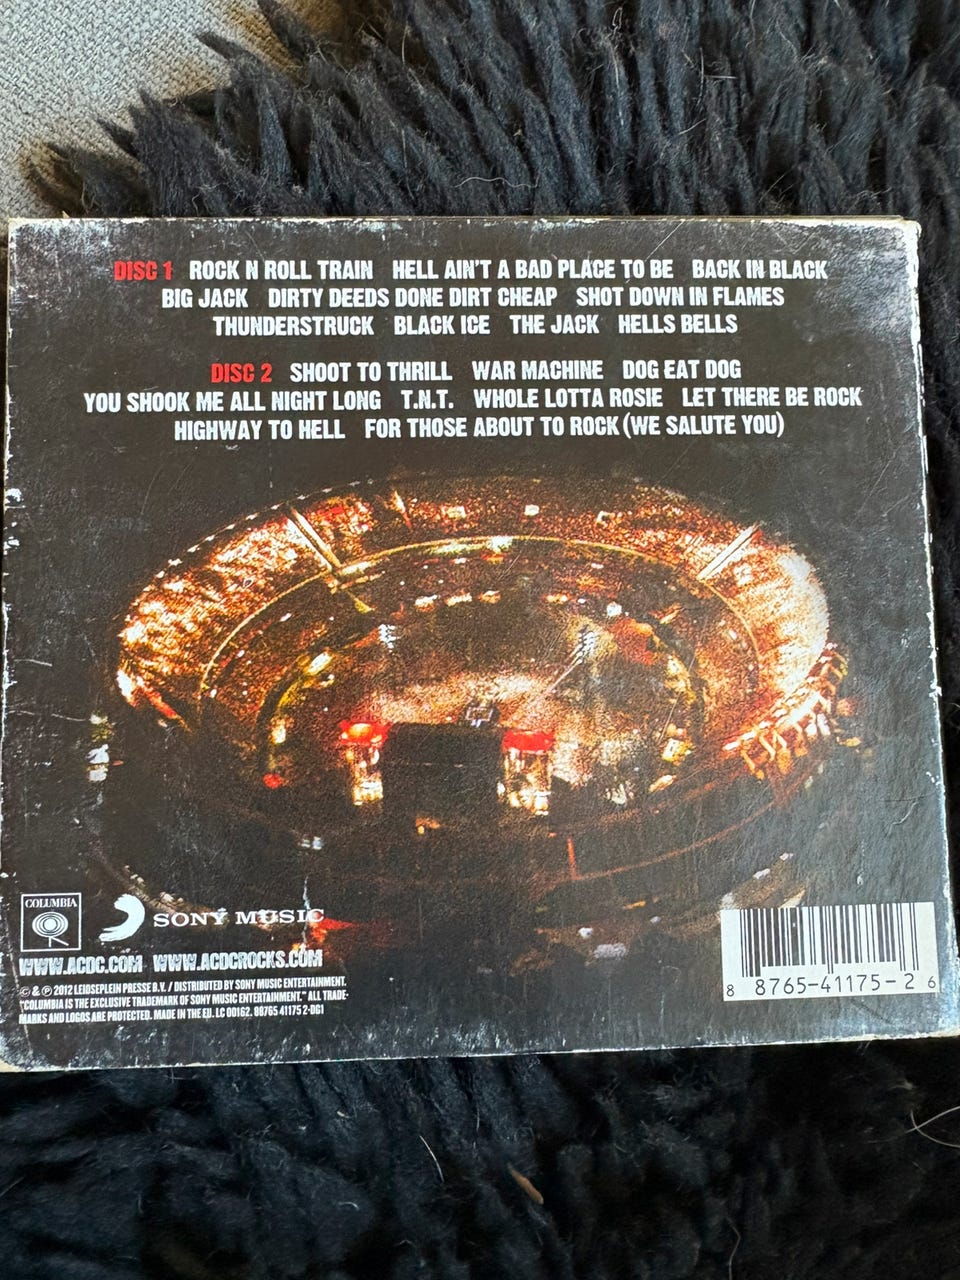 DISC 1 ROCK N ROLL TRAIN HELL AIN'T A BAD PLACE TO BE BACK IN BLACK
BIG JACK DIRTY DEEDS DONE DIRT CHEAP SHOT DOWN IN FLAMES
THUNDERSTRUCK BLACK ICE THE JACK HELLS BELLS
DISC 2 SHOOT TO THRILL WAR MACHINE DOG EAT DOG
YOU SHOOK ME ALL NIGHT LONG T.N.T. WHOLE LOTTA ROSIE LET THERE BE ROCK
HIGHWAY TO HELL FOR THOSE ABOUT TO ROCK (WE SALUTE YOU)
COLUMBIA
SONY MUSIC
WWW.ACDC.COM WWW.ACDCROCKS.COM
© & ℗ 2012 LEIDSEPLEIN PRESSE B.V. / DISTRIBUTED BY SONY MUSIC ENTERTAINMENT.
"COLUMBIA IS THE EXCLUSIVE TRADEMARK OF SONY MUSIC ENTERTAINMENT." ALL TRADE-
MARKS AND LOGOS ARE PROTECTED. MADE IN THE EU. LC 00162. 88765 41175 2-DG1
8 8765-41175-2 6